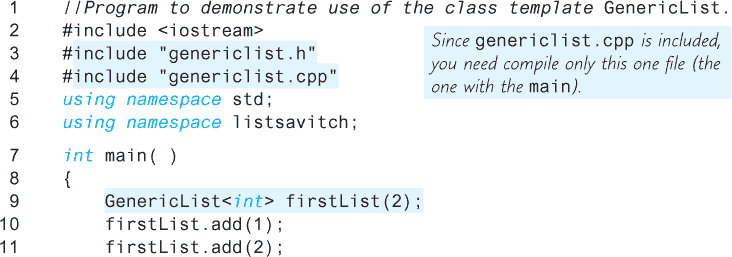 1 //Program to demonstrate use of the class template GenericList.
2 #include <iostream>
3 #include "genericlist.h"
4 #include "genericlist.cpp"
5 using namespace std;
6 using namespace listsavitch;
Since genericlist.cpp is included,
you need compile only this one file (the
one with the main).
7 int main( )
8 {
9 GenericList<int> firstList(2);
10 firstList.add(1);
11 firstList.add(2);